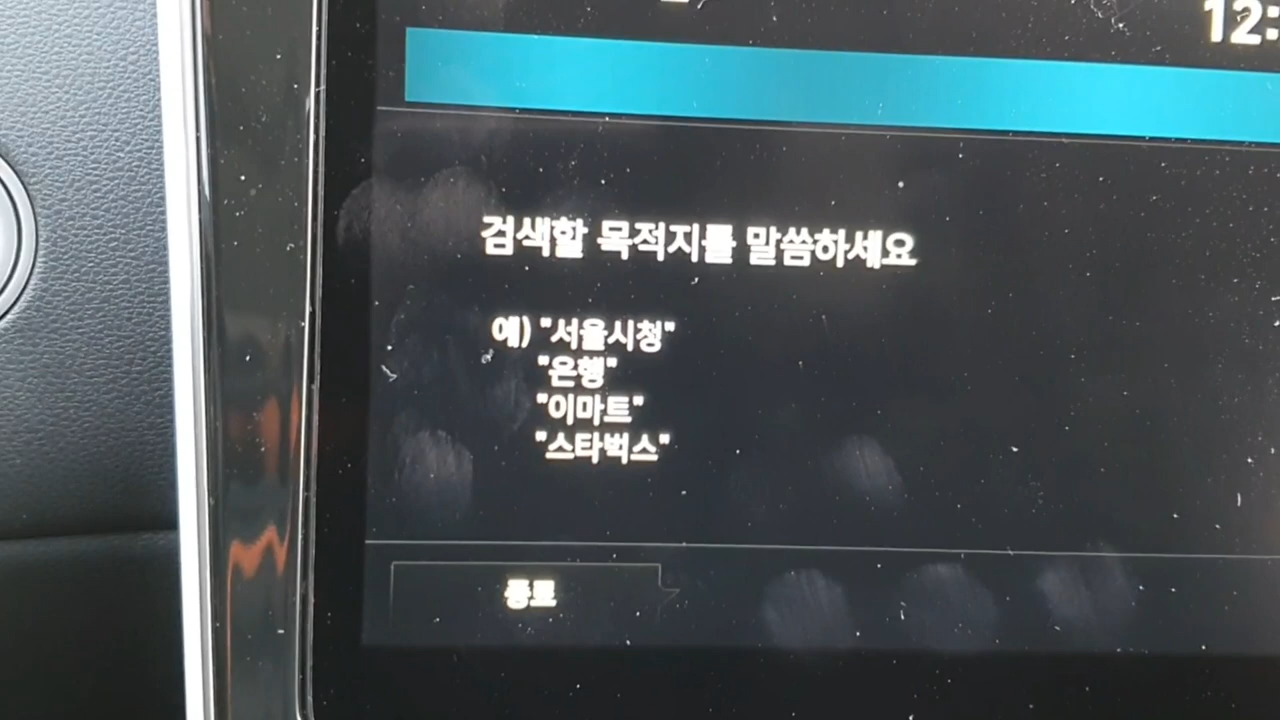 12:
검색할 목적지를 말씀하세요
예) "서울시청"
"은행"
"이마트"
"스타벅스"
종료